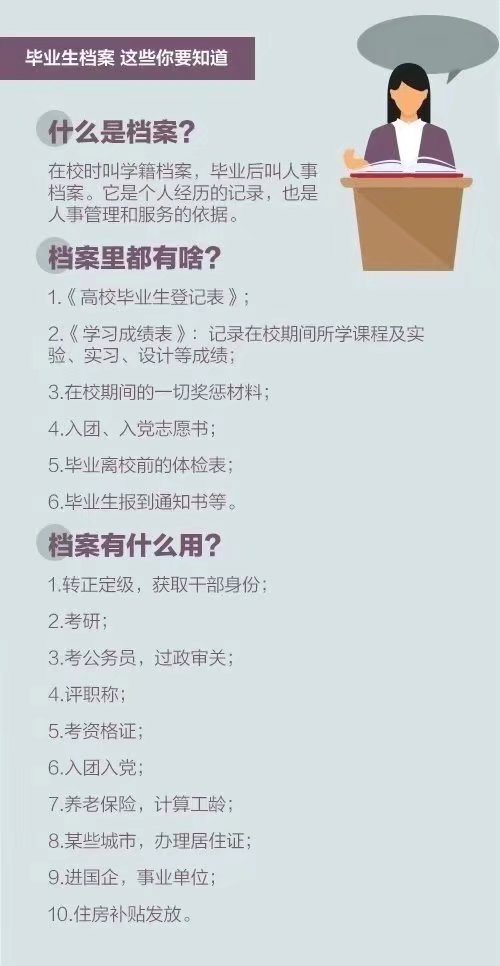 毕业生档案 这些你要知道
什么是档案？
在校时叫学籍档案，毕业后叫人事
档案。它是个人经历的记录，也是
人事管理和服务的依据。
档案里都有啥？
1.《高校毕业生登记表》；
2.《学习成绩表》：记录在校期间所学课程及实
验、实习、设计等成绩；
3.在校期间的一切奖惩材料；
4.入团、入党志愿书；
5.毕业离校前的体检表；
6.毕业生报到通知书等。
档案有什么用？
1.转正定级，获取干部身份；
2.考研；
3.考公务员，过政审关；
4.评职称；
5.考资格证；
6.入团入党；
7.养老保险，计算工龄；
8.某些城市，办理居住证；
9.进国企，事业单位；
10.住房补贴发放。